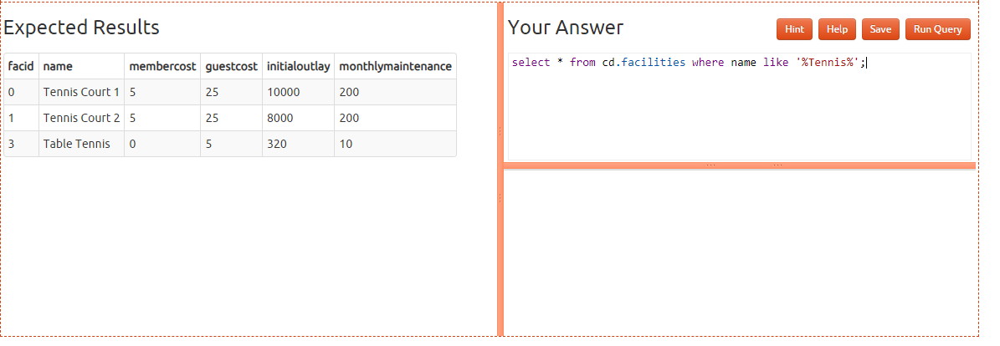 Expected Results
facid name membercost guestcost initialoutlay monthlymaintenance
0 Tennis Court 1 5 25 10000 200
1 Tennis Court 2 5 25 8000 200
3 Table Tennis 0 5 320 10
Your Answer
Hint Help Save Run Query
select * from cd.facilities where name like '%Tennis%';